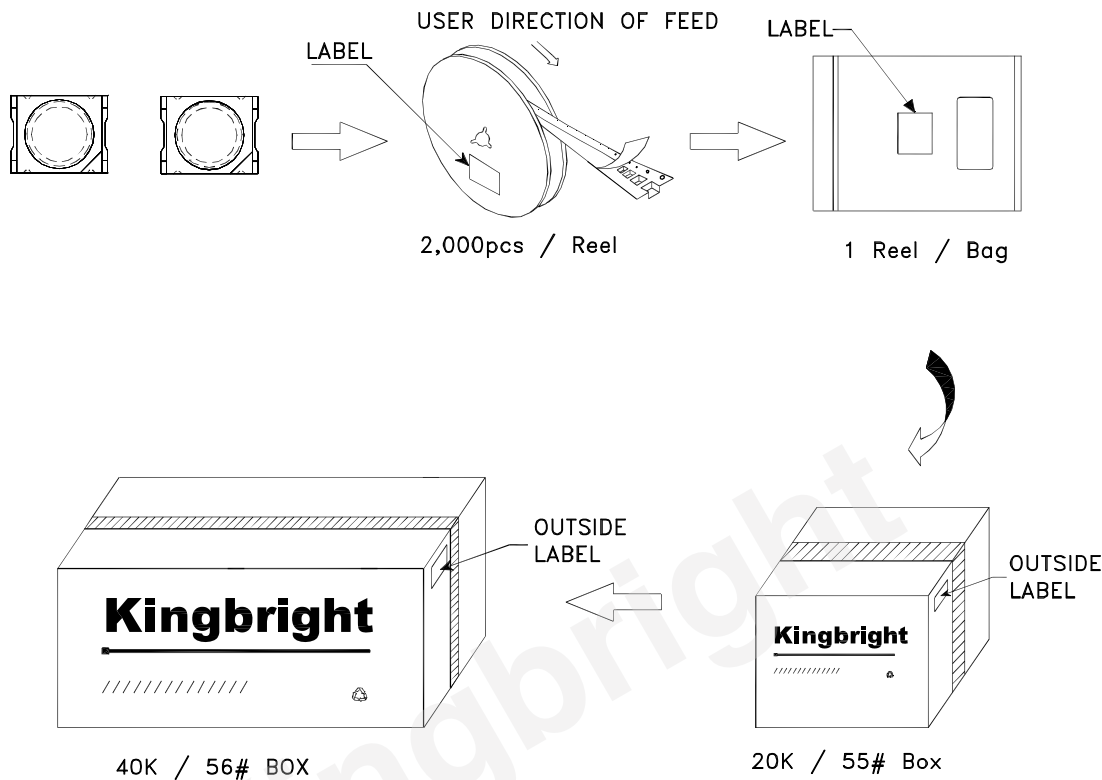 USER DIRECTION OF FEED
LABEL
LABEL
2,000pcs / Reel
1 Reel / Bag
OUTSIDE
LABEL
OUTSIDE
LABEL
Kingbright
Kingbright
40K / 56# BOX
20K / 55# Box
Kingbright